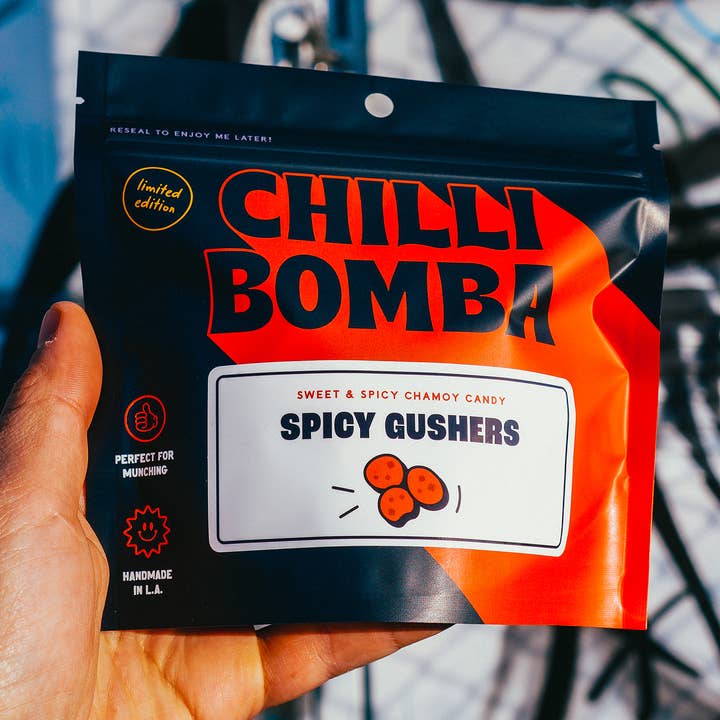 RESEAL TO ENJOY ME LATER!
limited
edition
CHILLI
BOMBA
SWEET & SPICY CHAMOY CANDY
SPICY GUSHERS
PERFECT FOR
MUNCHING
HANDMADE
IN L.A.